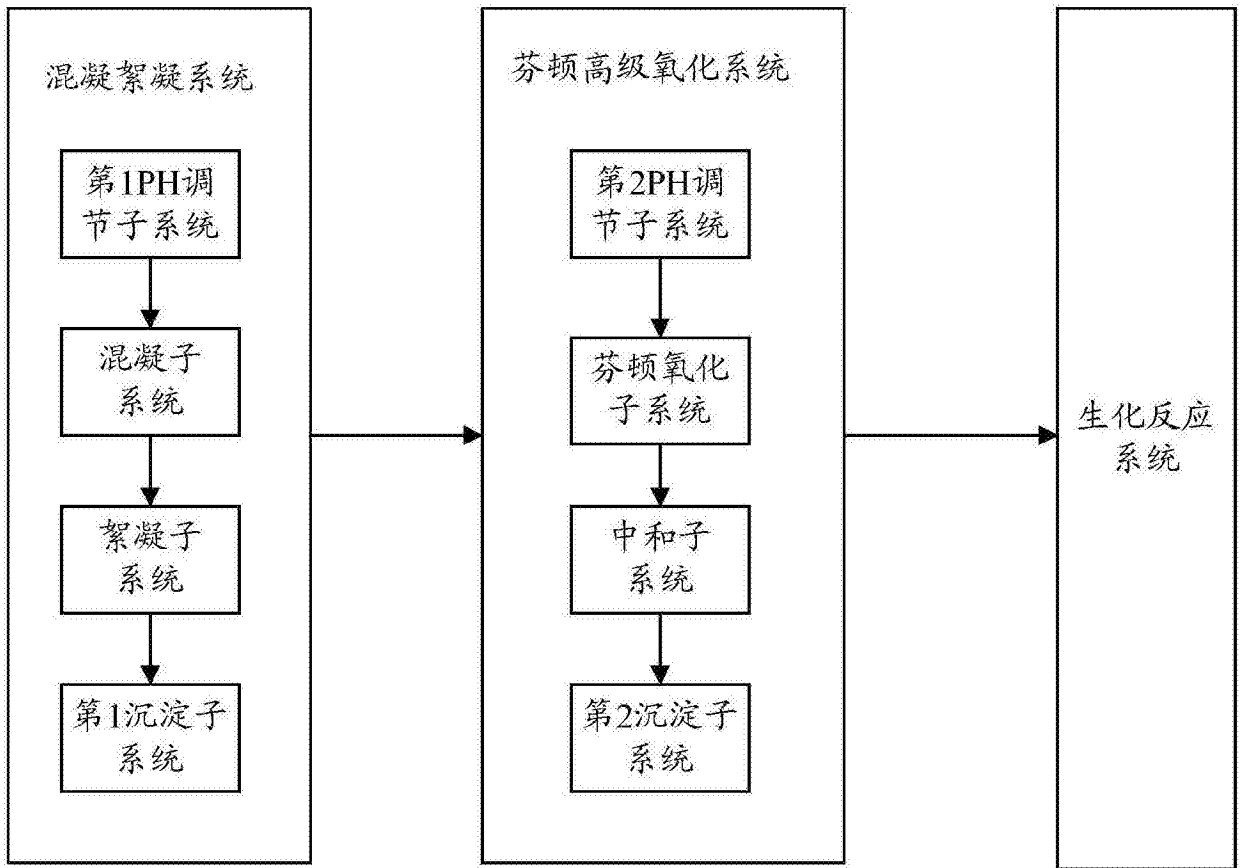 混凝絮凝系统
第1PH调
节子系统
混凝子
系统
絮凝子
系统
第1沉淀子
系统
芬顿高级氧化系统
第2PH调
节子系统
芬顿氧化
子系统
中和子
系统
第2沉淀子
系统
生化反应
系统